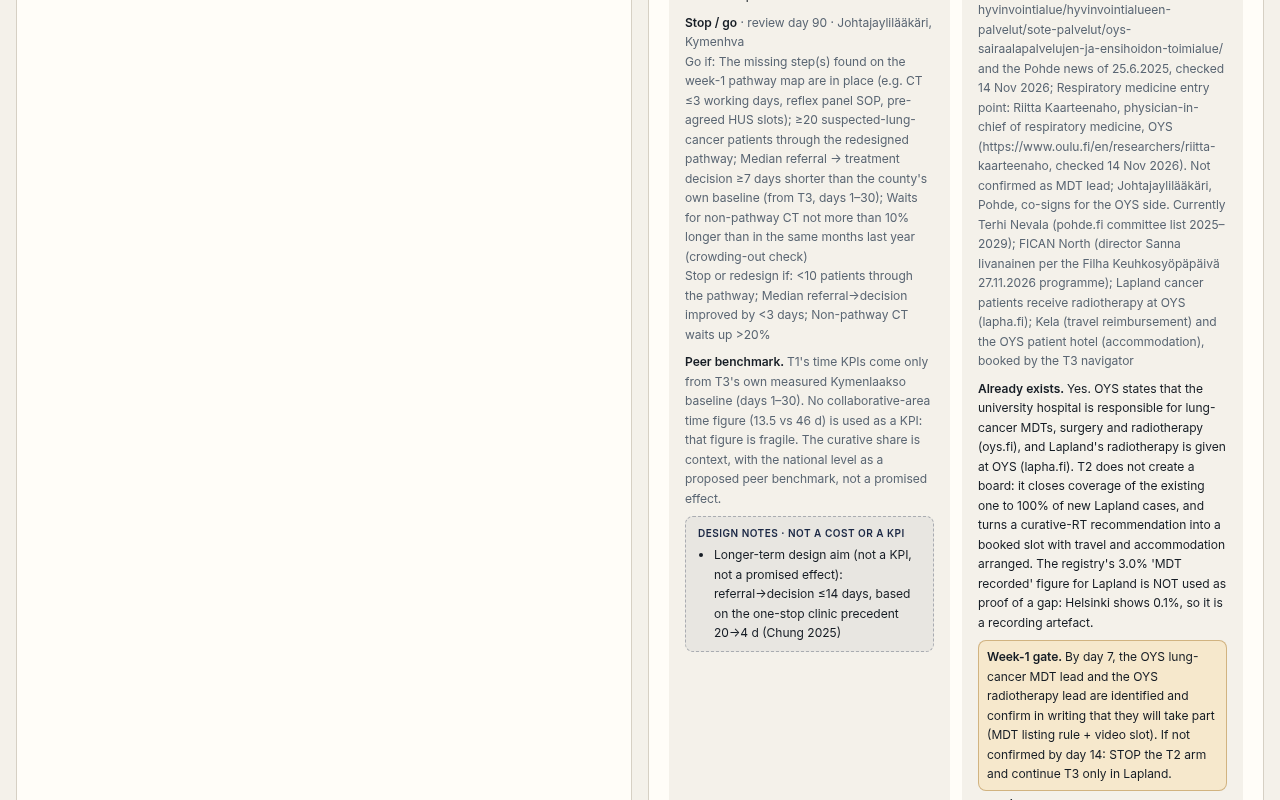 Stop / go · review day 90 · Johtajaylilääkäri,
Kymenhva
Go if: The missing step(s) found on the
week-1 pathway map are in place (e.g. CT
≤3 working days, reflex panel SOP, pre-
agreed HUS slots); ≥20 suspected-lung-
cancer patients through the redesigned
pathway; Median referral → treatment
decision ≥7 days shorter than the county's
own baseline (from T3, days 1–30); Waits
for non-pathway CT not more than 10%
longer than in the same months last year
(crowding-out check)
Stop or redesign if: <10 patients through
the pathway; Median referral→decision
improved by <3 days; Non-pathway CT
waits up >20%
Peer benchmark. T1's time KPIs come only
from T3's own measured Kymenlaakso
baseline (days 1–30). No collaborative-area
time figure (13.5 vs 46 d) is used as a KPI:
that figure is fragile. The curative share is
context, with the national level as a
proposed peer benchmark, not a promised
effect.
DESIGN NOTES · NOT A COST OR A KPI
• Longer-term design aim (not a KPI,
not a promised effect):
referral→decision ≤14 days, based
on the one-stop clinic precedent
20→4 d (Chung 2025)
hyvinvointialue/hyvinvointialueen-
palvelut/sote-palvelut/oys-
sairaalapalvelujen-ja-ensihoidon-toimialue/
and the Pohde news of 25.6.2025, checked
14 Nov 2026; Respiratory medicine entry
point: Riitta Kaarteenaho, physician-in-
chief of respiratory medicine, OYS
(https://www.oulu.fi/en/researchers/riitta-
kaarteenaho, checked 14 Nov 2026). Not
confirmed as MDT lead; Johtajaylilääkäri,
Pohde, co-signs for the OYS side. Currently
Terhi Nevala (pohde.fi committee list 2025–
2029); FICAN North (director Sanna
Iivanainen per the Filha Keuhkosyöpäpäivä
27.11.2026 programme); Lapland cancer
patients receive radiotherapy at OYS
(lapha.fi); Kela (travel reimbursement) and
the OYS patient hotel (accommodation),
booked by the T3 navigator
Already exists. Yes. OYS states that the
university hospital is responsible for lung-
cancer MDTs, surgery and radiotherapy
(oys.fi), and Lapland's radiotherapy is given
at OYS (lapha.fi). T2 does not create a
board: it closes coverage of the existing
one to 100% of new Lapland cases, and
turns a curative-RT recommendation into a
booked slot with travel and accommodation
arranged. The registry's 3.0% 'MDT
recorded' figure for Lapland is NOT used as
proof of a gap: Helsinki shows 0.1%, so it is
a recording artefact.
Week-1 gate. By day 7, the OYS lung-
cancer MDT lead and the OYS
radiotherapy lead are identified and
confirm in writing that they will take part
(MDT listing rule + video slot). If not
confirmed by day 14: STOP the T2 arm
and continue T3 only in Lapland.